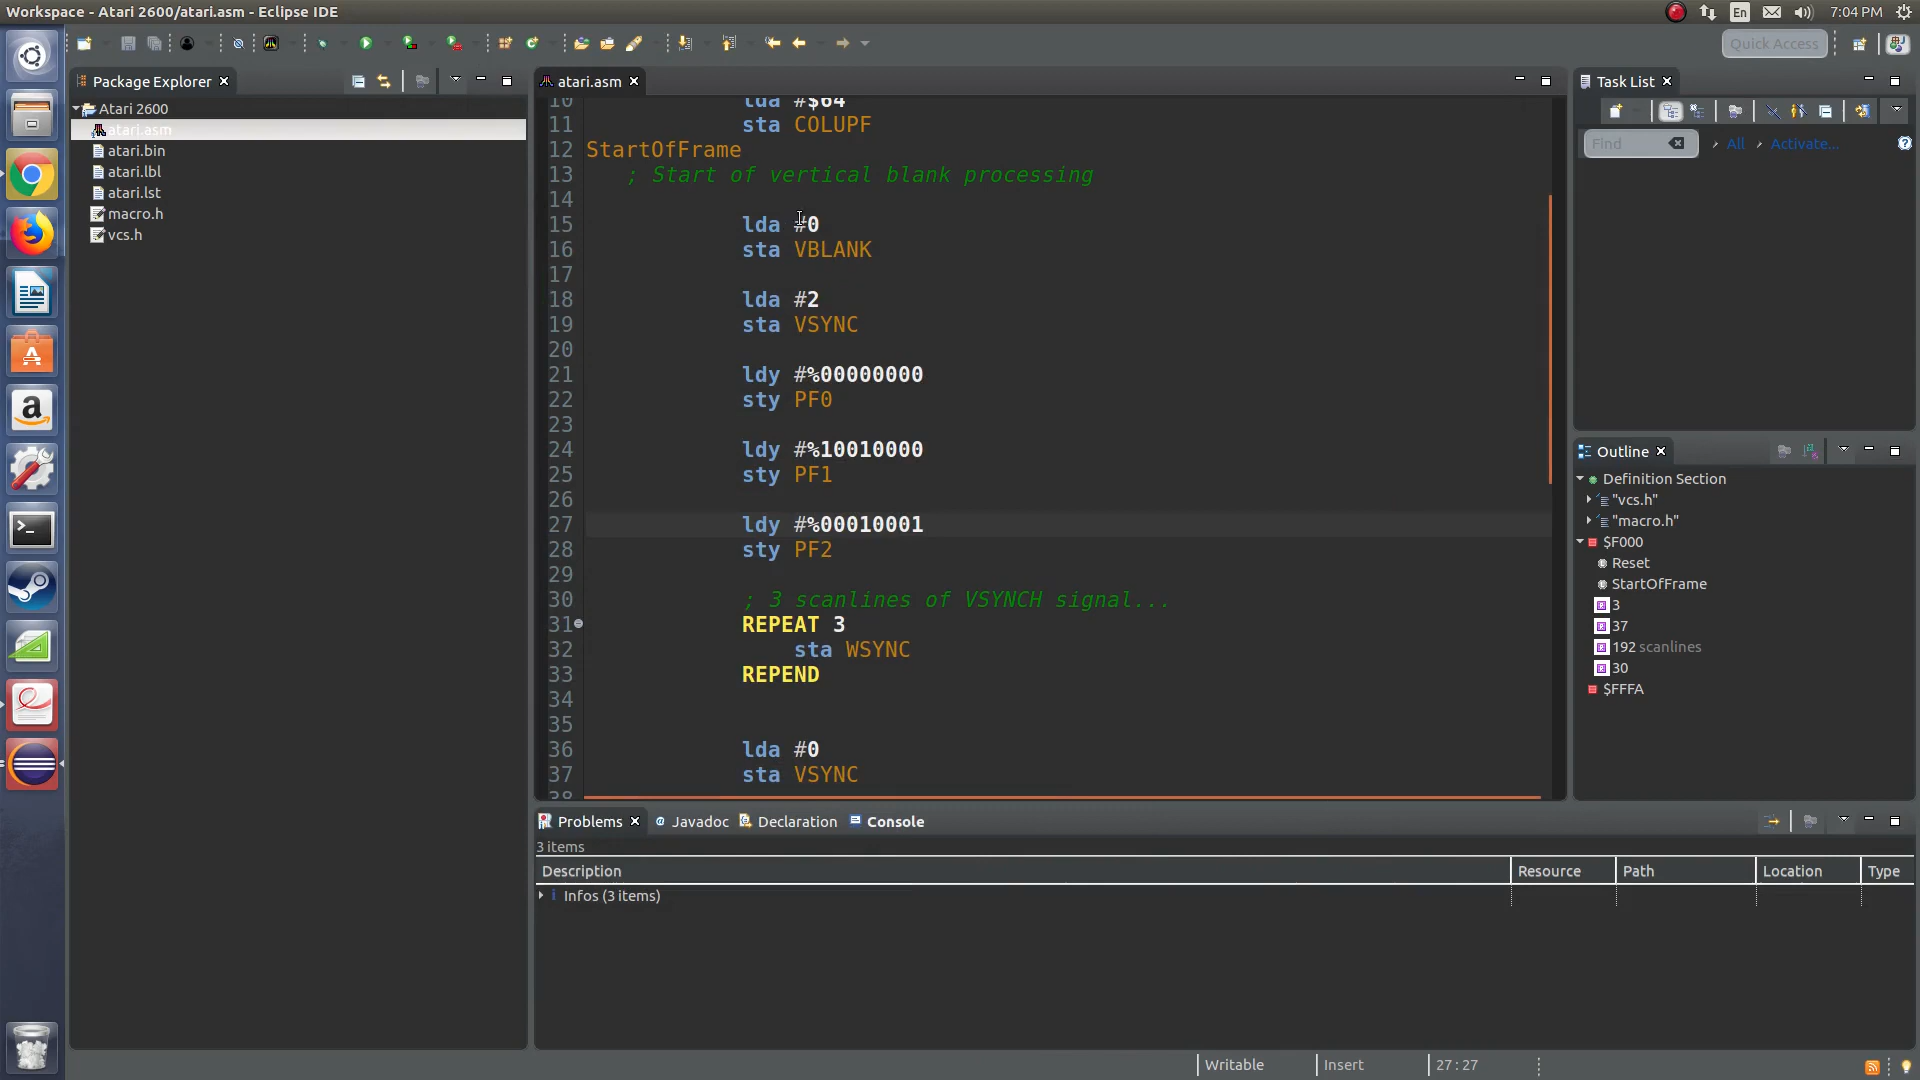 Workspace - Atari 2600/atari.asm - Eclipse IDE
En
7:04 PM
Quick Access
Package Explorer
Atari 2600
atari.asm
atari.bin
atari.lbl
atari.lst
macro.h
vcs.h
atari.asm
10 lda #$64
11 sta COLUPF
12 StartOfFrame
13 ; Start of vertical blank processing
14
15 lda #0
16 sta VBLANK
17
18 lda #2
19 sta VSYNC
20
21 ldy #%00000000
22 sty PF0
23
24 ldy #%10010000
25 sty PF1
26
27 ldy #%00010001
28 sty PF2
29
30 ; 3 scanlines of VSYNCH signal...
31 REPEAT 3
32 sta WSYNC
33 REPEND
34
35
36 lda #0
37 sta VSYNC
38
Task List
Find
All
Activate...
Outline
Definition Section
"vcs.h"
"macro.h"
$F000
Reset
StartOfFrame
3
37
192 scanlines
30
$FFFA
Problems
Javadoc
Declaration
Console
3 items
Description
Resource
Path
Location
Type
Infos (3 items)
Writable
Insert
27 : 27